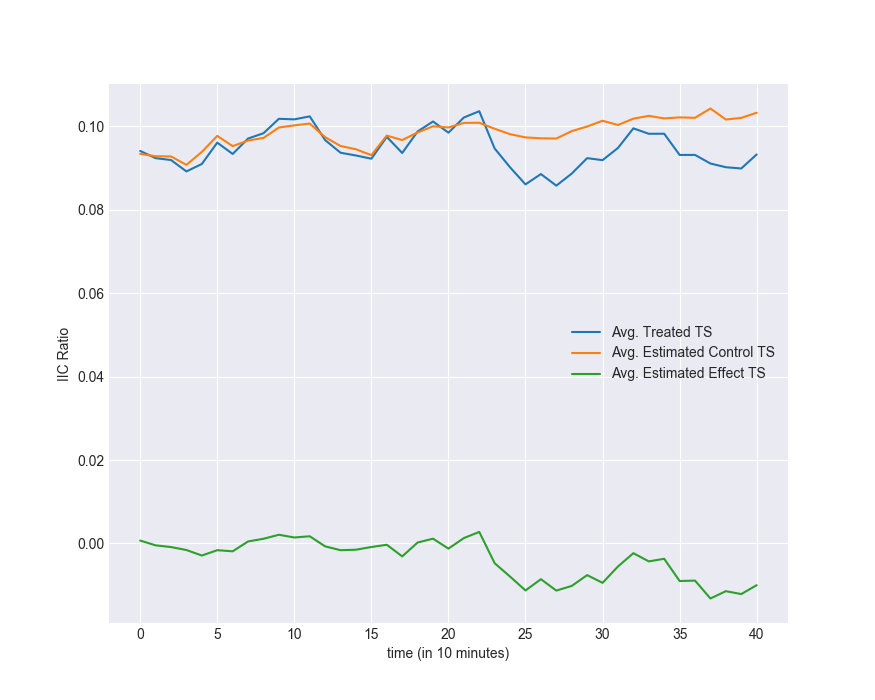 0.10
0.08
0.06
0.04
0.02
0.00
IIC Ratio
Avg. Treated TS
Avg. Estimated Control TS
Avg. Estimated Effect TS
0 5 10 15 20 25 30 35 40
time (in 10 minutes)